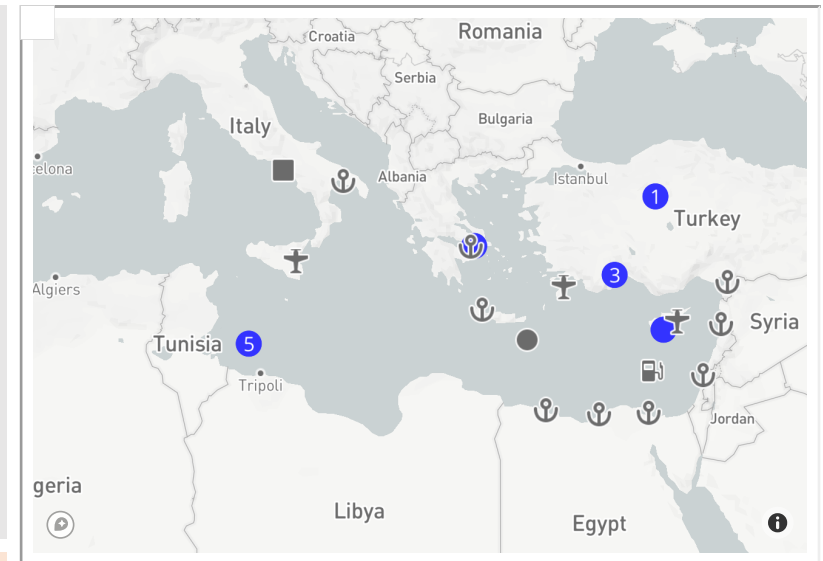 Romania
Croatia
Serbia
Italy
Bulgaria
celona
Albania
Istanbul
1
Turkey
3
Algiers
Tunisia
5
Syria
Tripoli
Jordan
geria
Libya
Egypt
i